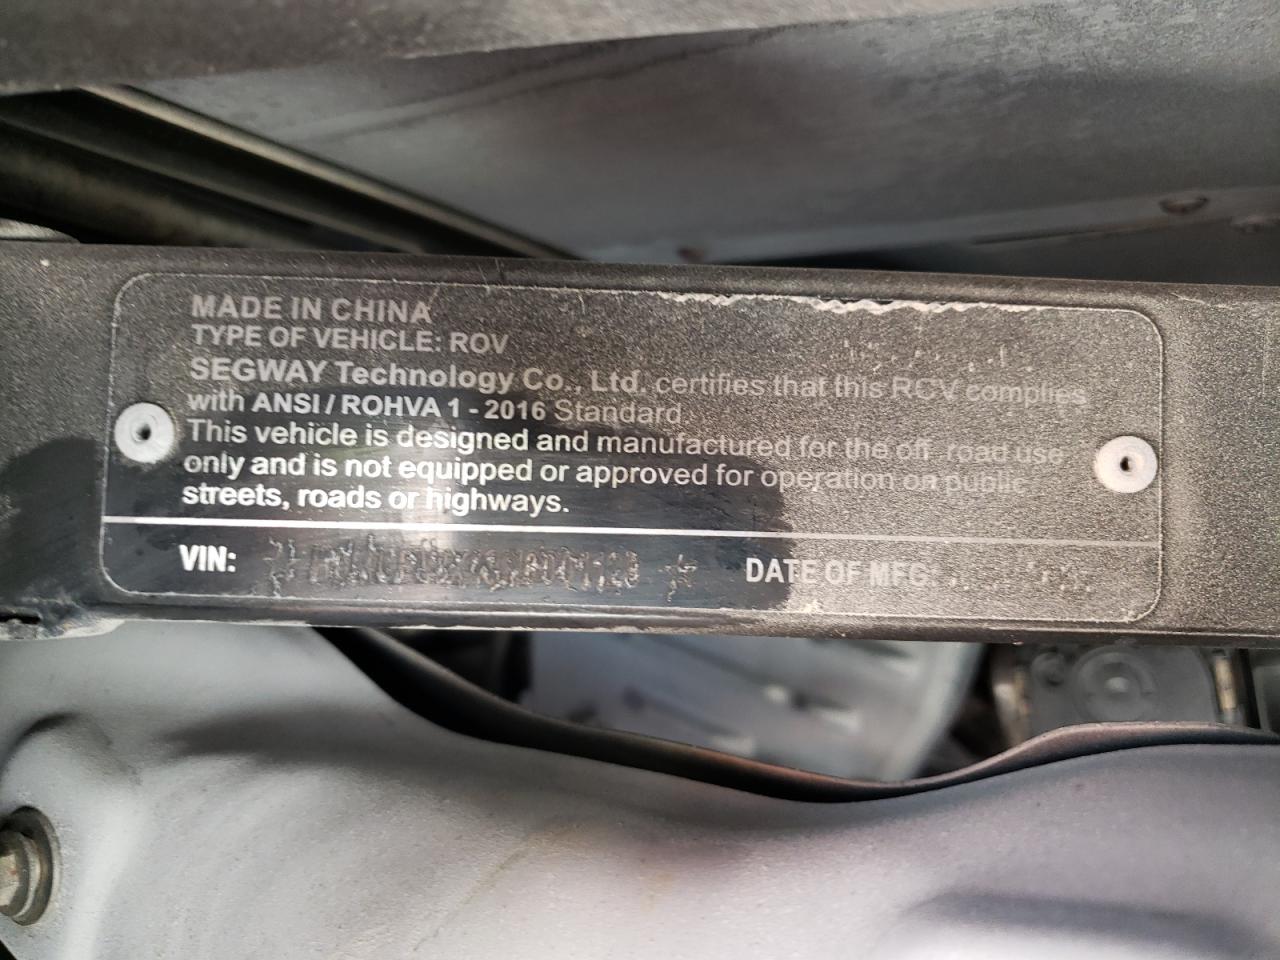 MADE IN CHINA
TYPE OF VEHICLE: ROV
SEGWAY Technology Co., Ltd. certifies that this ROV complies
with ANSI / ROHVA 1 - 2016 Standard
This vehicle is designed and manufactured for the off-road use
only and is not equipped or approved for operation on public
streets, roads or highways.
VIN:
DATE OF MFG: